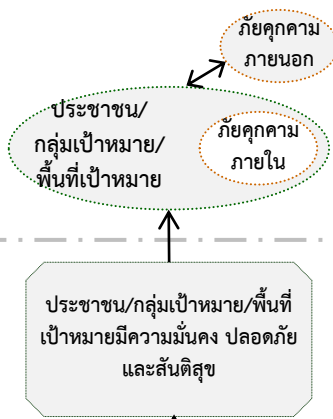 ภัยคุกคาม
ภายนอก
ประชาชน/
กลุ่มเป้าหมาย/
พื้นที่เป้าหมาย
ภัยคุกคาม
ภายใน
ประชาชน/กลุ่มเป้าหมาย/พื้นที่
เป้าหมายมีความมั่นคง ปลอดภัย
และสันติสุข